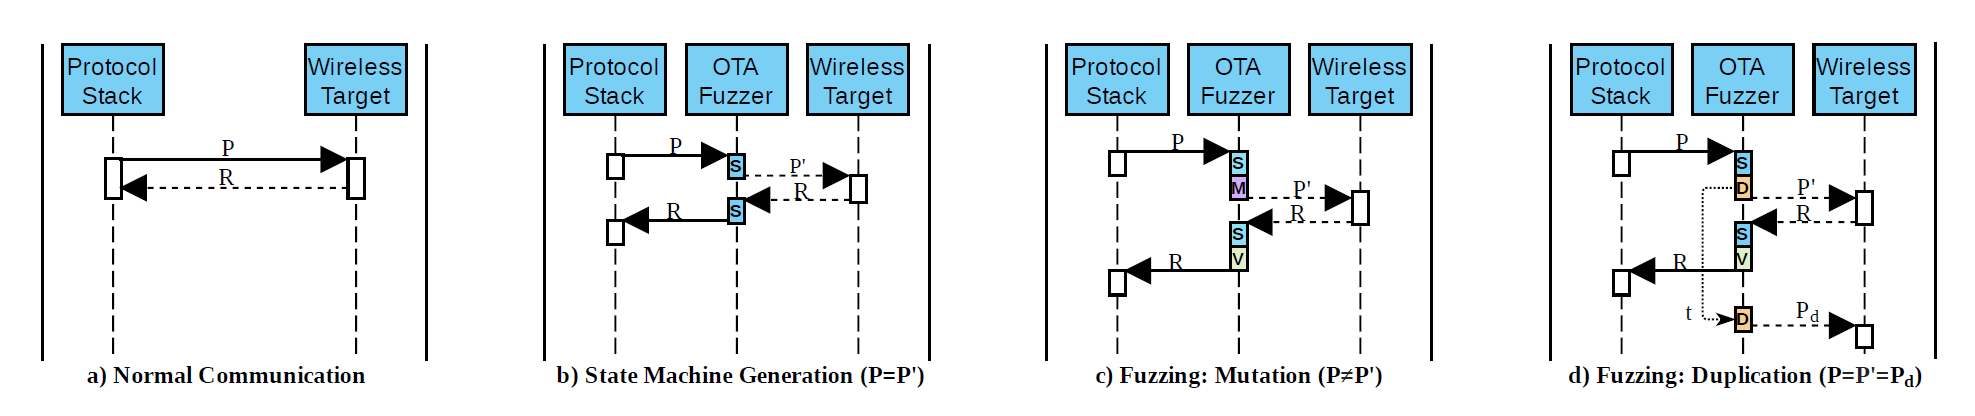 Protocol
Stack
Wireless
Target
P
R
a) Normal Communication
Protocol
Stack
OTA
Fuzzer
Wireless
Target
P
S
P'
R
S
R
b) State Machine Generation (P=P')
Protocol
Stack
OTA
Fuzzer
Wireless
Target
P
S
M
P'
R
S
V
R
c) Fuzzing: Mutation (P≠P')
Protocol
Stack
OTA
Fuzzer
Wireless
Target
P
S
D
P'
R
S
V
R
t
D
Pd
d) Fuzzing: Duplication (P=P'=Pd)